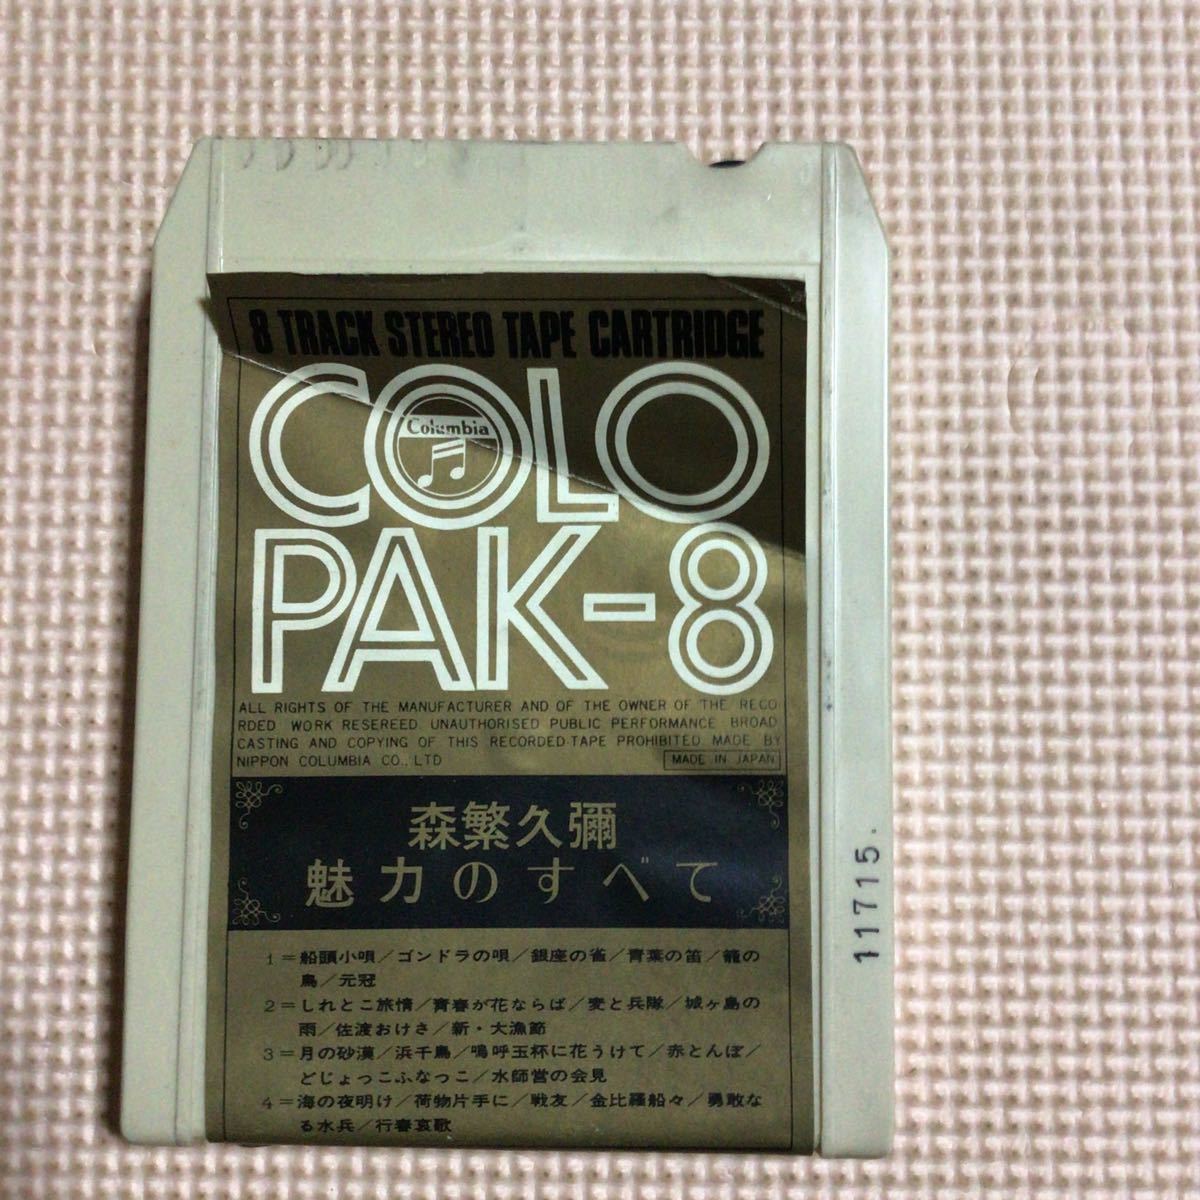 8 TRACK STEREO TAPE CARTRIDGE
COLO
Columbia
PAK-8
ALL RIGHTS OF THE MANUFACTURER AND OF THE OWNER OF THE RECO
RDED WORK RESEREED. UNAUTHORISED PUBLIC PERFORMANCE BROAD
CASTING AND COPYING OF THIS RECORDED-TAPE PROHIBITED. MADE BY
NIPPON COLUMBIA CO., LTD
MADE IN JAPAN
森繁久彌
魅力のすべて
11715.
1=船頭小唄/ゴンドラの唄/銀座の雀/青葉の笛/籠の
鳥/元寇
2=しれとこ旅情/青春が花ならば/麦と兵隊/城ヶ島の
雨/佐渡おけさ/新・大漁節
3=月の砂漠/浜千鳥/嗚呼玉杯に花うけて/赤とんぼ/
どじょっこふなっこ/水師営の会見
4=海の夜明け/荷物片手に/戦友/金比羅船々/勇敢な
る水兵/行春哀歌